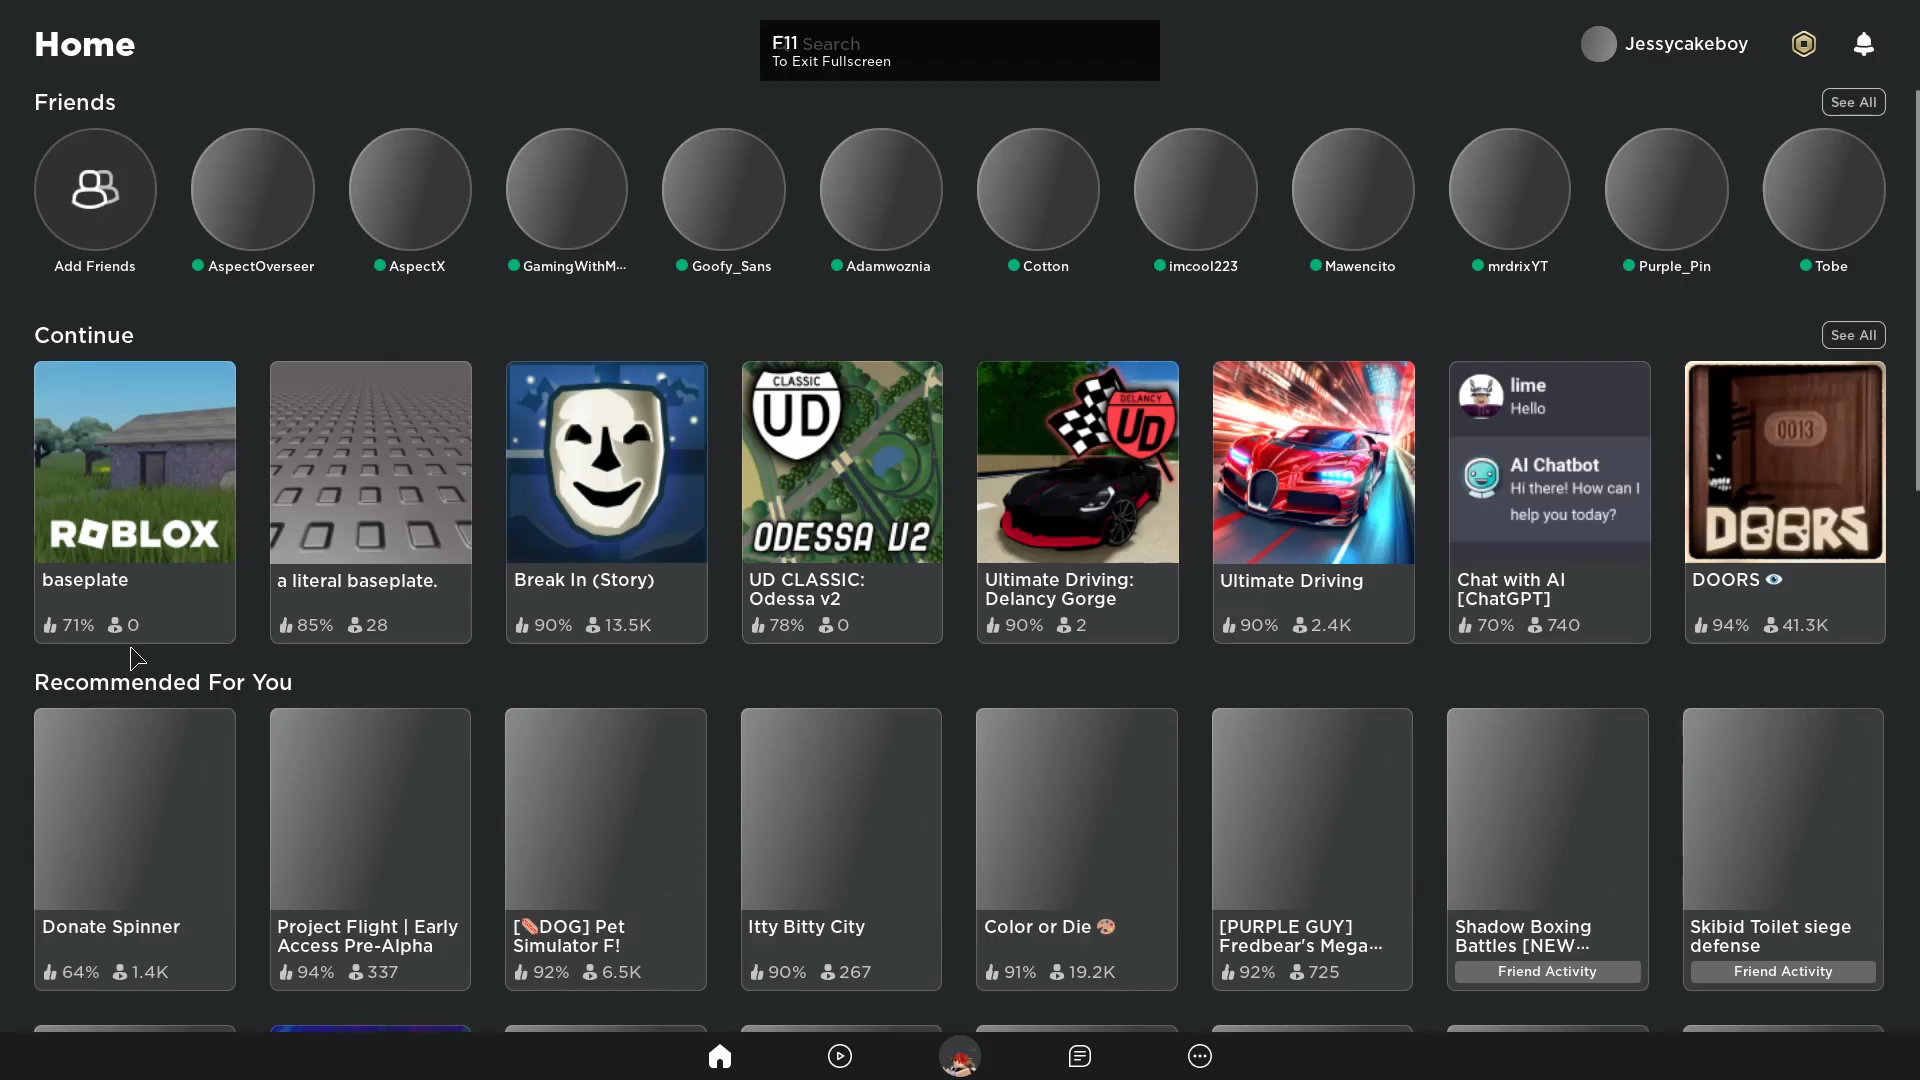 Home
F11 Search
To Exit Fullscreen
Jessycakeboy
Friends
See All
Add Friends
AspectOverseer
AspectX
GamingWithM...
Goofy_Sans
Adamwoznia
Cotton
imcool223
Mawencito
mrdrixYT
Purple_Pin
Tobe
Continue
See All
ROBLOX
baseplate
71% 0
a literal baseplate.
85% 28
Break In (Story)
90% 13.5K
CLASSIC
UD
ODESSA V2
UD CLASSIC:
Odessa v2
78% 0
DELANCY
UD
Ultimate Driving:
Delancy Gorge
90% 2
Ultimate Driving
90% 2.4K
lime
Hello
AI Chatbot
Hi there! How can I
help you today?
Chat with AI
[ChatGPT]
70% 740
0013
DOORS
DOORS 👁
94% 41.3K
Recommended For You
Donate Spinner
64% 1.4K
Project Flight | Early
Access Pre-Alpha
94% 337
[🌭DOG] Pet
Simulator F!
92% 6.5K
Itty Bitty City
90% 267
Color or Die 🎨
91% 19.2K
[PURPLE GUY]
Fredbear's Mega...
92% 725
Shadow Boxing
Battles [NEW...
Friend Activity
Skibid Toilet siege
defense
Friend Activity